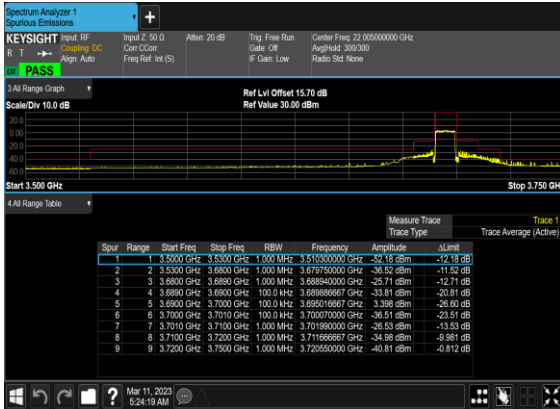 Spectrum Analyzer 1
Spurious Emissions
KEYSIGHT Input: RF Input Z: 50 Ω Atten: 20 dB Trig: Free Run Center Freq: 22.005000000 GHz
R T Coupling: DC Corr CCorr Gate: Off Avg|Hold: 300/300
Align: Auto Freq Ref: Int (S) IF Gain: Low Radio Std: None
PASS
3 All Range Graph Ref Lvl Offset 15.70 dB
Scale/Div 10.0 dB Ref Value 30.00 dBm
20.0
0.00
-20.0
-40.0
-60.0
Start 3.500 GHz Stop 3.750 GH
4 All Range Table
Measure Trace Trace 1
Trace Type Trace Average (Active)
Spur Range Start Freq Stop Freq RBW Frequency Amplitude ΔLimit
1 1 3.5000 GHz 3.5300 GHz 1.000 MHz 3.510300000 GHz -52.18 dBm -12.18 dB
2 2 3.5300 GHz 3.6800 GHz 1.000 MHz 3.679750000 GHz -36.52 dBm -11.52 dB
3 3 3.6800 GHz 3.6890 GHz 1.000 MHz 3.688940000 GHz -25.71 dBm -12.71 dB
4 4 3.6890 GHz 3.6900 GHz 100.0 kHz 3.689886667 GHz -33.81 dBm -20.81 dB
5 5 3.6900 GHz 3.7000 GHz 100.0 kHz 3.695016667 GHz 3.398 dBm -26.60 dB
6 6 3.7000 GHz 3.7010 GHz 100.0 kHz 3.700070000 GHz -36.51 dBm -23.51 dB
7 7 3.7010 GHz 3.7100 GHz 1.000 MHz 3.701990000 GHz -26.53 dBm -13.53 dB
8 8 3.7100 GHz 3.7200 GHz 1.000 MHz 3.711666667 GHz -34.98 dBm -9.981 dB
9 9 3.7200 GHz 3.7500 GHz 1.000 MHz 3.720550000 GHz -40.81 dBm -0.812 dB
? Mar 11, 2023
5:24:19 AM